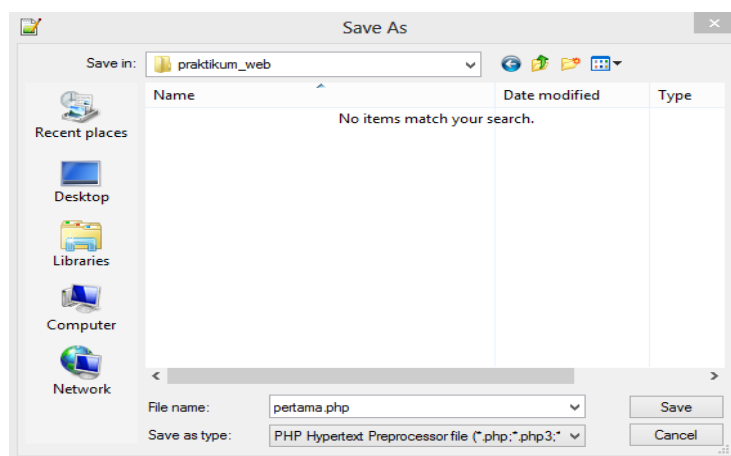 Save As
Save in:
praktikum_web
Name
Date modified
Type
No items match your search.
Recent places
Desktop
Libraries
Computer
Network
File name:
pertama.php
Save
Save as type:
PHP Hypertext Preprocessor file (*.php;*.php3;*
Cancel